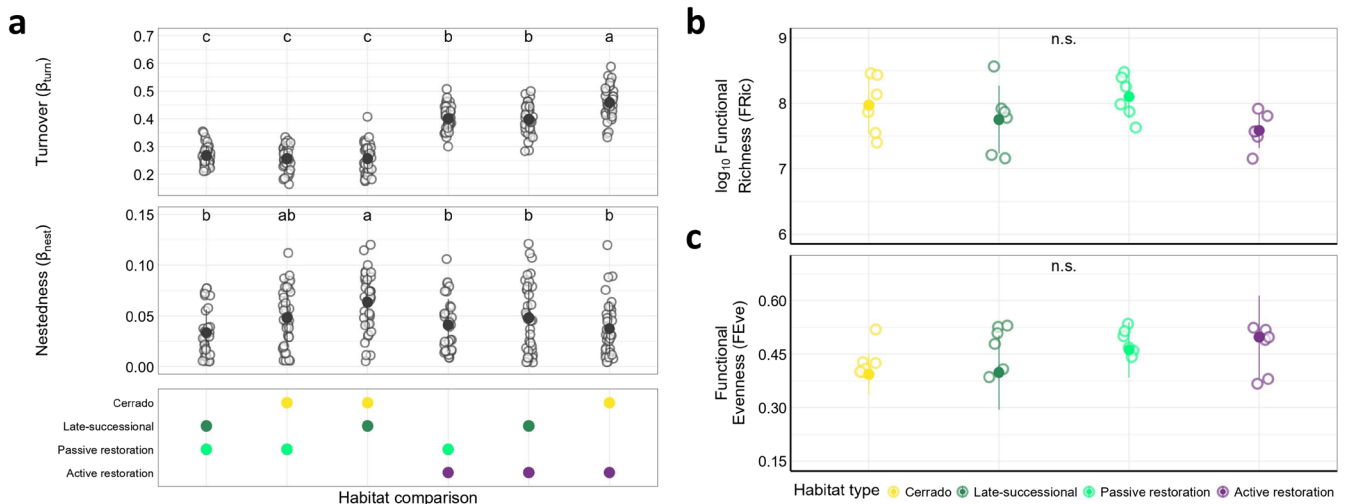 a
Turnover (βturn)
0.7
0.6
0.5
0.4
0.3
0.2
c c c b b a
Nestedness (βnest)
0.15
0.10
0.05
0.00
b ab a b b b
Cerrado
Late-successional
Passive restoration
Active restoration
Habitat comparison
b
log10 Functional
Richness (FRic)
9
8
7
6
n.s.
c
Functional
Evenness (FEve)
0.60
0.45
0.30
0.15
n.s.
Habitat type Cerrado Late-successional Passive restoration Active restoration